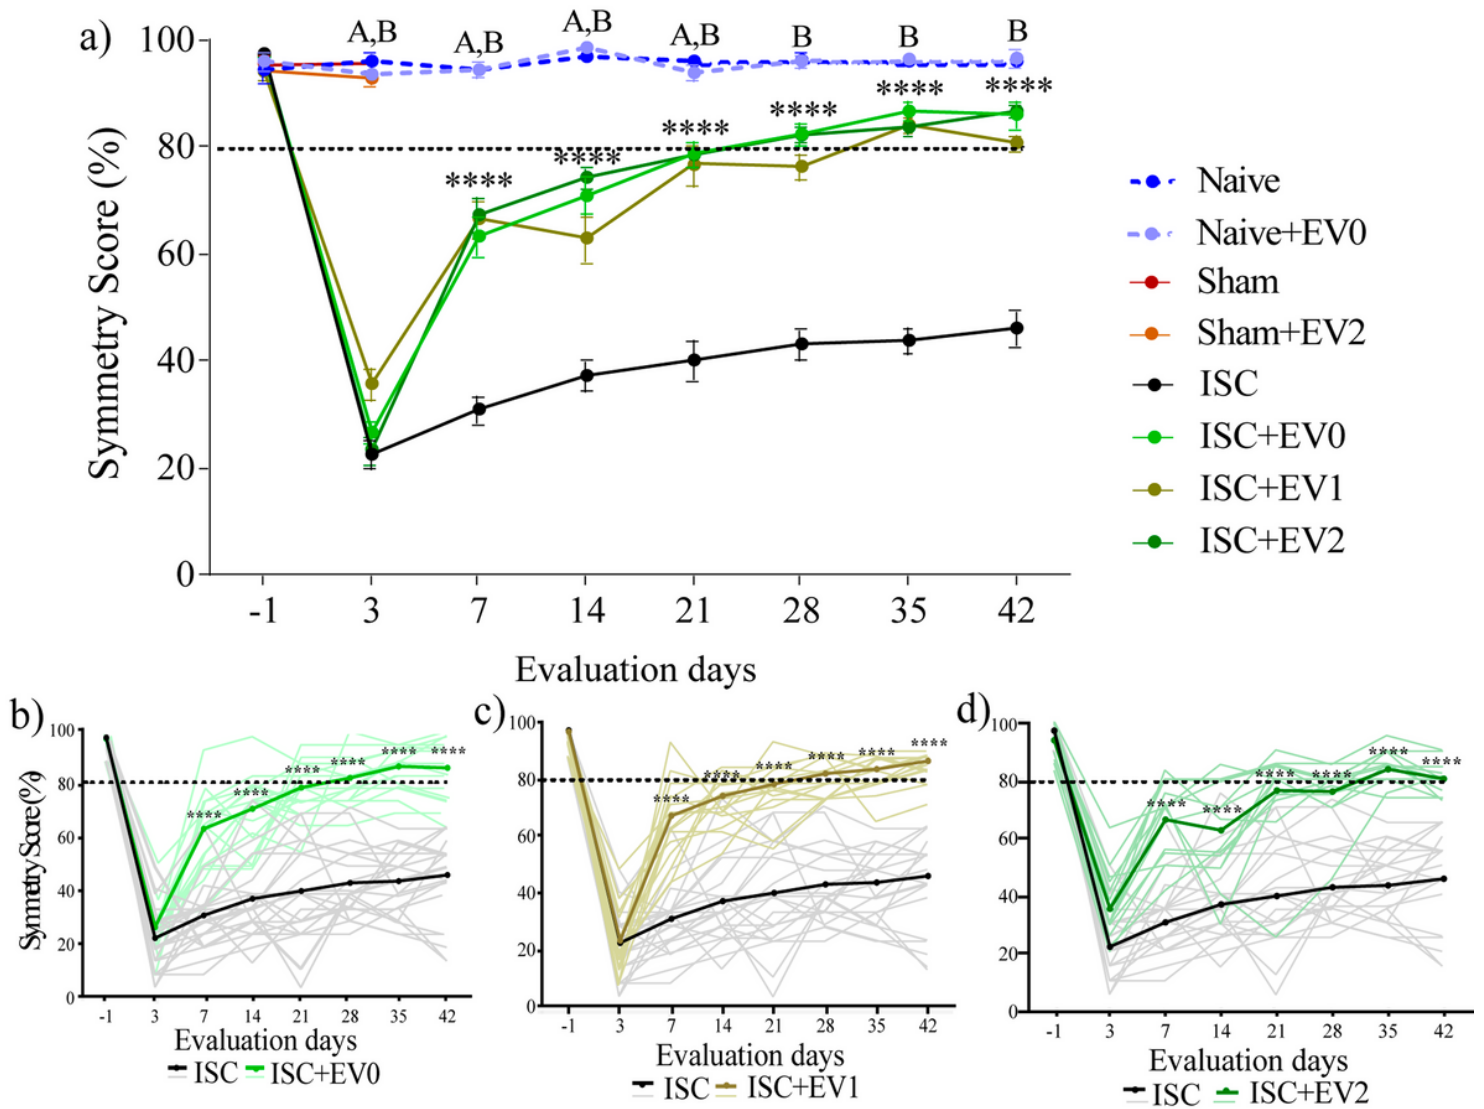 a)
Symmetry Score (%)
100
80
60
40
20
0
A,B
A,B
A,B
A,B
B
B
B
****
****
****
****
****
****
-1 3 7 14 21 28 35 42
Evaluation days
Naive
Naive+EV0
Sham
Sham+EV2
ISC
ISC+EV0
ISC+EV1
ISC+EV2
b)
Symmetry Score (%)
100
80
60
40
20
0
****
****
****
****
****
****
-1 3 7 14 21 28 35 42
Evaluation days
ISC ISC+EV0
c)
100
80
60
40
20
0
****
****
****
****
****
****
-1 3 7 14 21 28 35 42
Evaluation days
ISC ISC+EV1
d)
100
80
60
40
20
0
****
****
****
****
****
****
-1 3 7 14 21 28 35 42
Evaluation days
ISC ISC+EV2